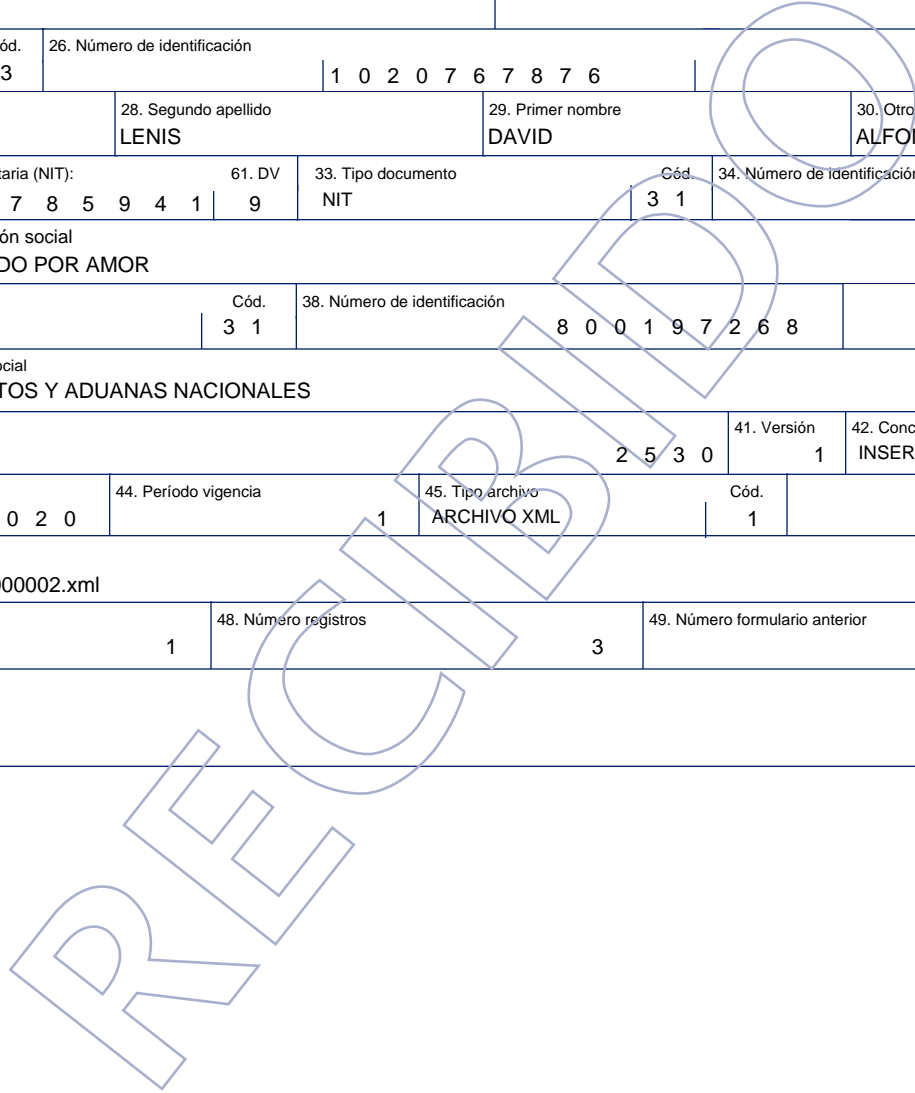 ód. 26. Número de identificación
3 1 0 2 0 7 6 7 8 7 6
28. Segundo apellido 29. Primer nombre 30. Otro
LENIS DAVID ALFON
taria (NIT): 61. DV 33. Tipo documento Cód. 34. Número de identificación
7 8 5 9 4 1 9 NIT 3 1
ón social
DO POR AMOR
Cód. 38. Número de identificación
3 1 8 0 0 1 9 7 2 6 8
ocial
TOS Y ADUANAS NACIONALES
41. Versión 42. Conc
2 5 3 0 1 INSER
44. Período vigencia 45. Tipo archivo Cód.
0 2 0 1 ARCHIVO XML 1
000002.xml
48. Número registros 49. Número formulario anterior
1 3
RECIBIDO